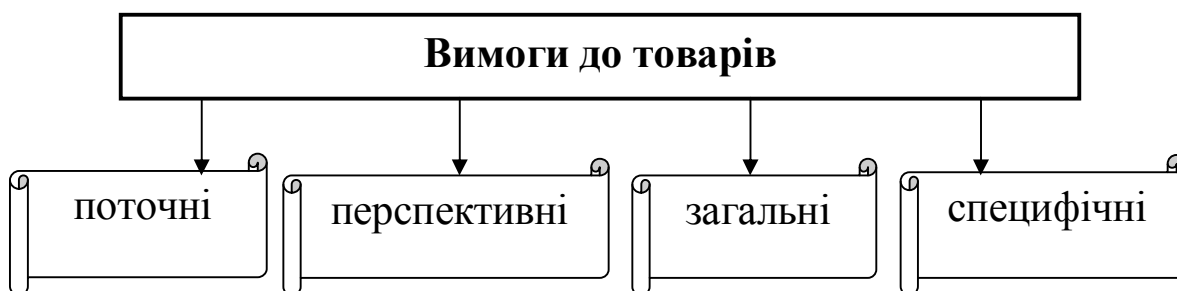 Вимоги до товарів
поточні
перспективні
загальні
специфічні